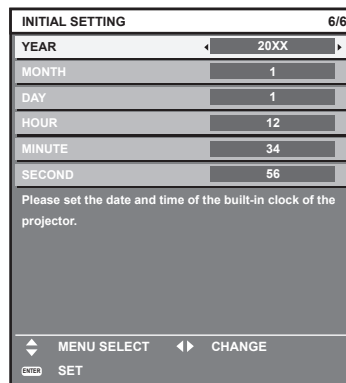 INITIAL SETTING 6/6
YEAR 20XX
MONTH 1
DAY 1
HOUR 12
MINUTE 34
SECOND 56
Please set the date and time of the built-in clock of the
projector.
MENU SELECT CHANGE
ENTER SET